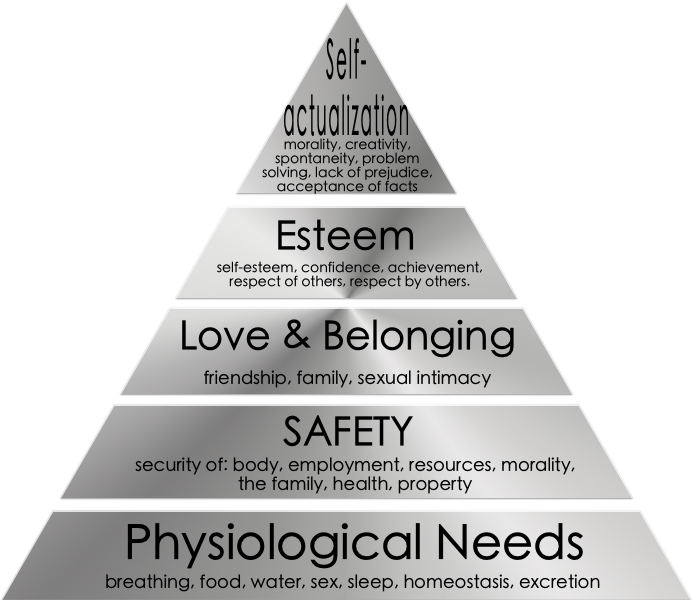 Self-
actualization
morality, creativity,
spontaneity, problem
solving, lack of prejudice,
acceptance of facts
Esteem
self-esteem, confidence, achievement,
respect of others, respect by others.
Love & Belonging
friendship, family, sexual intimacy
SAFETY
security of: body, employment, resources, morality,
the family, health, property
Physiological Needs
breathing, food, water, sex, sleep, homeostasis, excretion